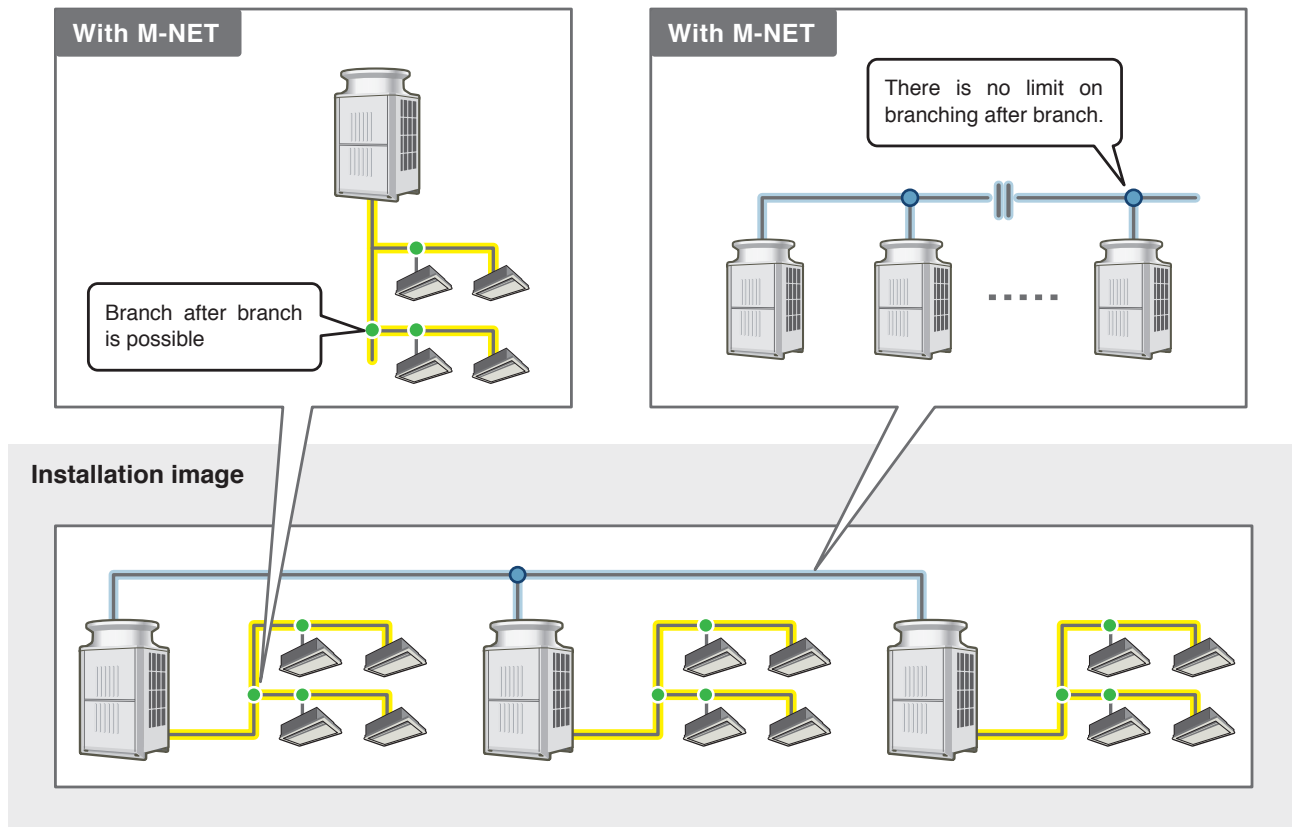 With M-NET
Branch after branch
is possible
With M-NET
There is no limit on
branching after branch.
Installation image